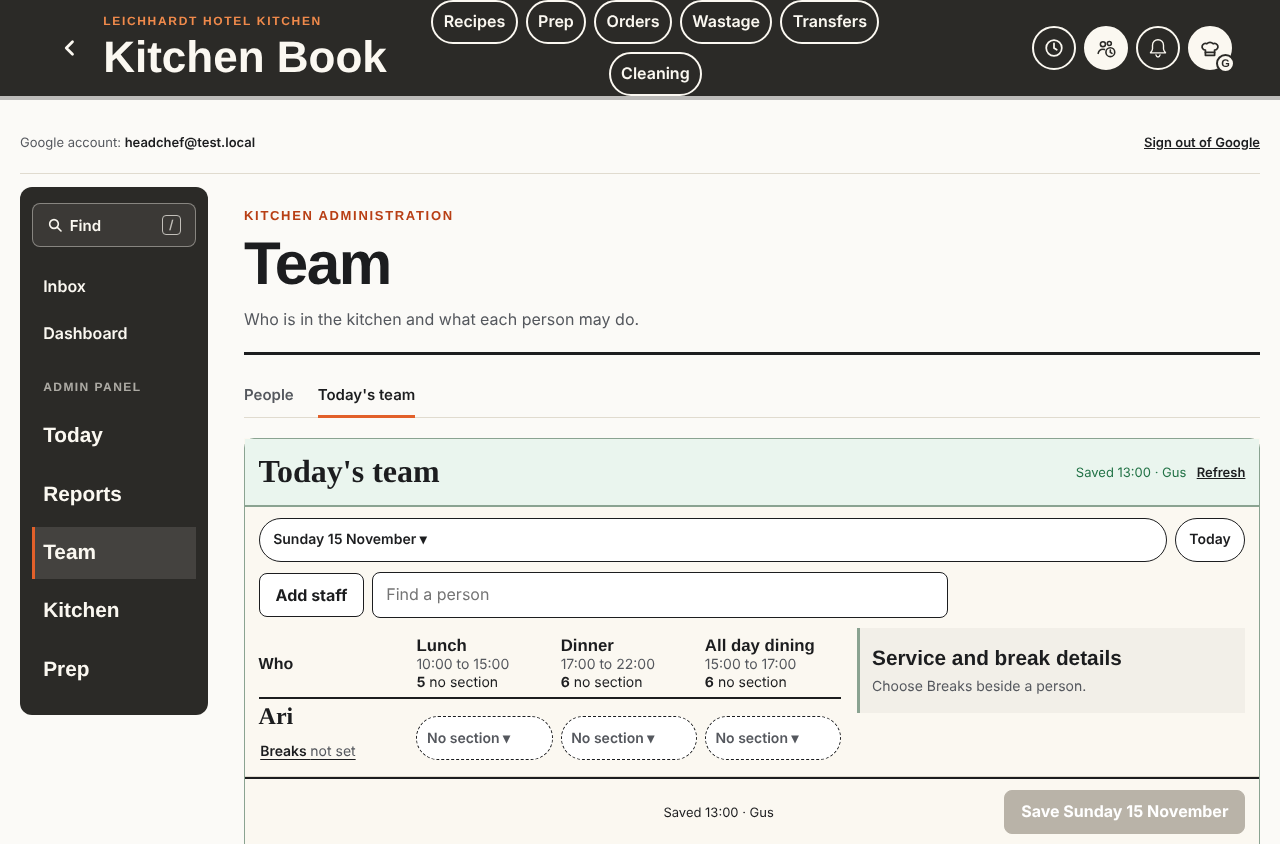 LEICHHARDT HOTEL KITCHEN
Kitchen Book
Recipes Prep Orders Wastage Transfers
Cleaning
G
Google account: headchef@test.local
Sign out of Google
Find /
Inbox
Dashboard
ADMIN PANEL
Today
Reports
Team
Kitchen
Prep
KITCHEN ADMINISTRATION
Team
Who is in the kitchen and what each person may do.
People Today's team
Today's team
Saved 13:00 · Gus Refresh
Sunday 15 November ▾ Today
Add staff Find a person
Who
Lunch
10:00 to 15:00
5 no section
Dinner
17:00 to 22:00
6 no section
All day dining
15:00 to 17:00
6 no section
Ari
Breaks not set
No section ▾ No section ▾ No section ▾
Service and break details
Choose Breaks beside a person.
Saved 13:00 · Gus
Save Sunday 15 November